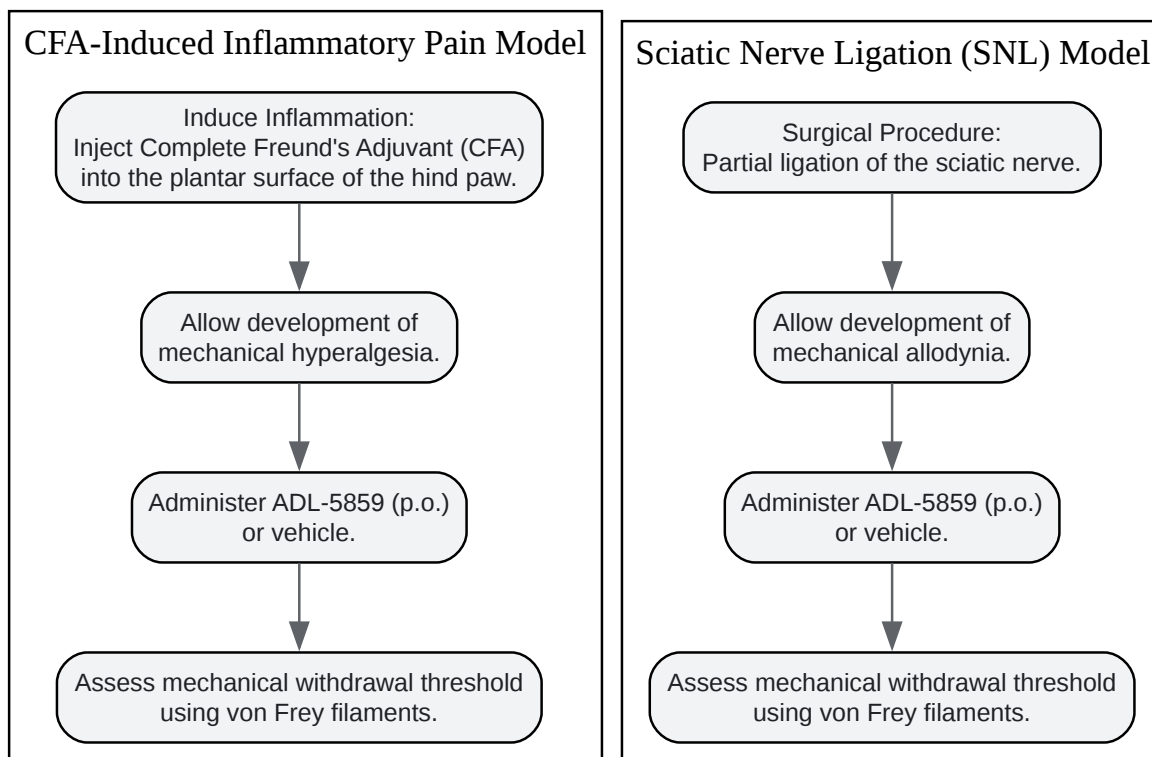 CFA-Induced Inflammatory Pain Model
Induce Inflammation:
Inject Complete Freund's Adjuvant (CFA)
into the plantar surface of the hind paw.
Allow development of
mechanical hyperalgesia.
Administer ADL-5859 (p.o.)
or vehicle.
Assess mechanical withdrawal threshold
using von Frey filaments.
Sciatic Nerve Ligation (SNL) Model
Surgical Procedure:
Partial ligation of the sciatic nerve.
Allow development of
mechanical allodynia.
Administer ADL-5859 (p.o.)
or vehicle.
Assess mechanical withdrawal threshold
using von Frey filaments.